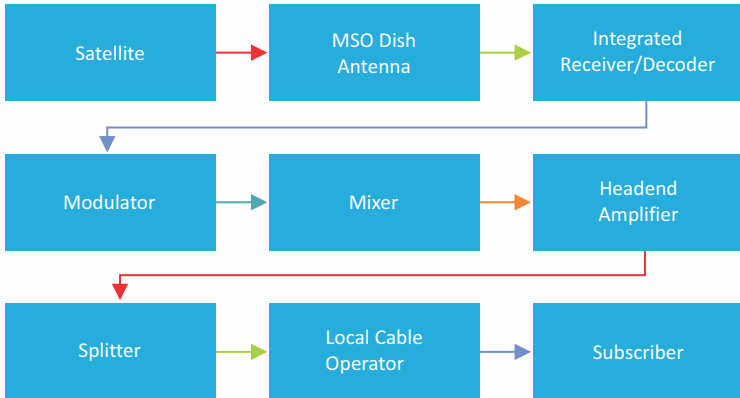 Satellite
MSO Dish
Antenna
Integrated
Receiver/Decoder
Modulator
Mixer
Headend
Amplifier
Splitter
Local Cable
Operator
Subscriber